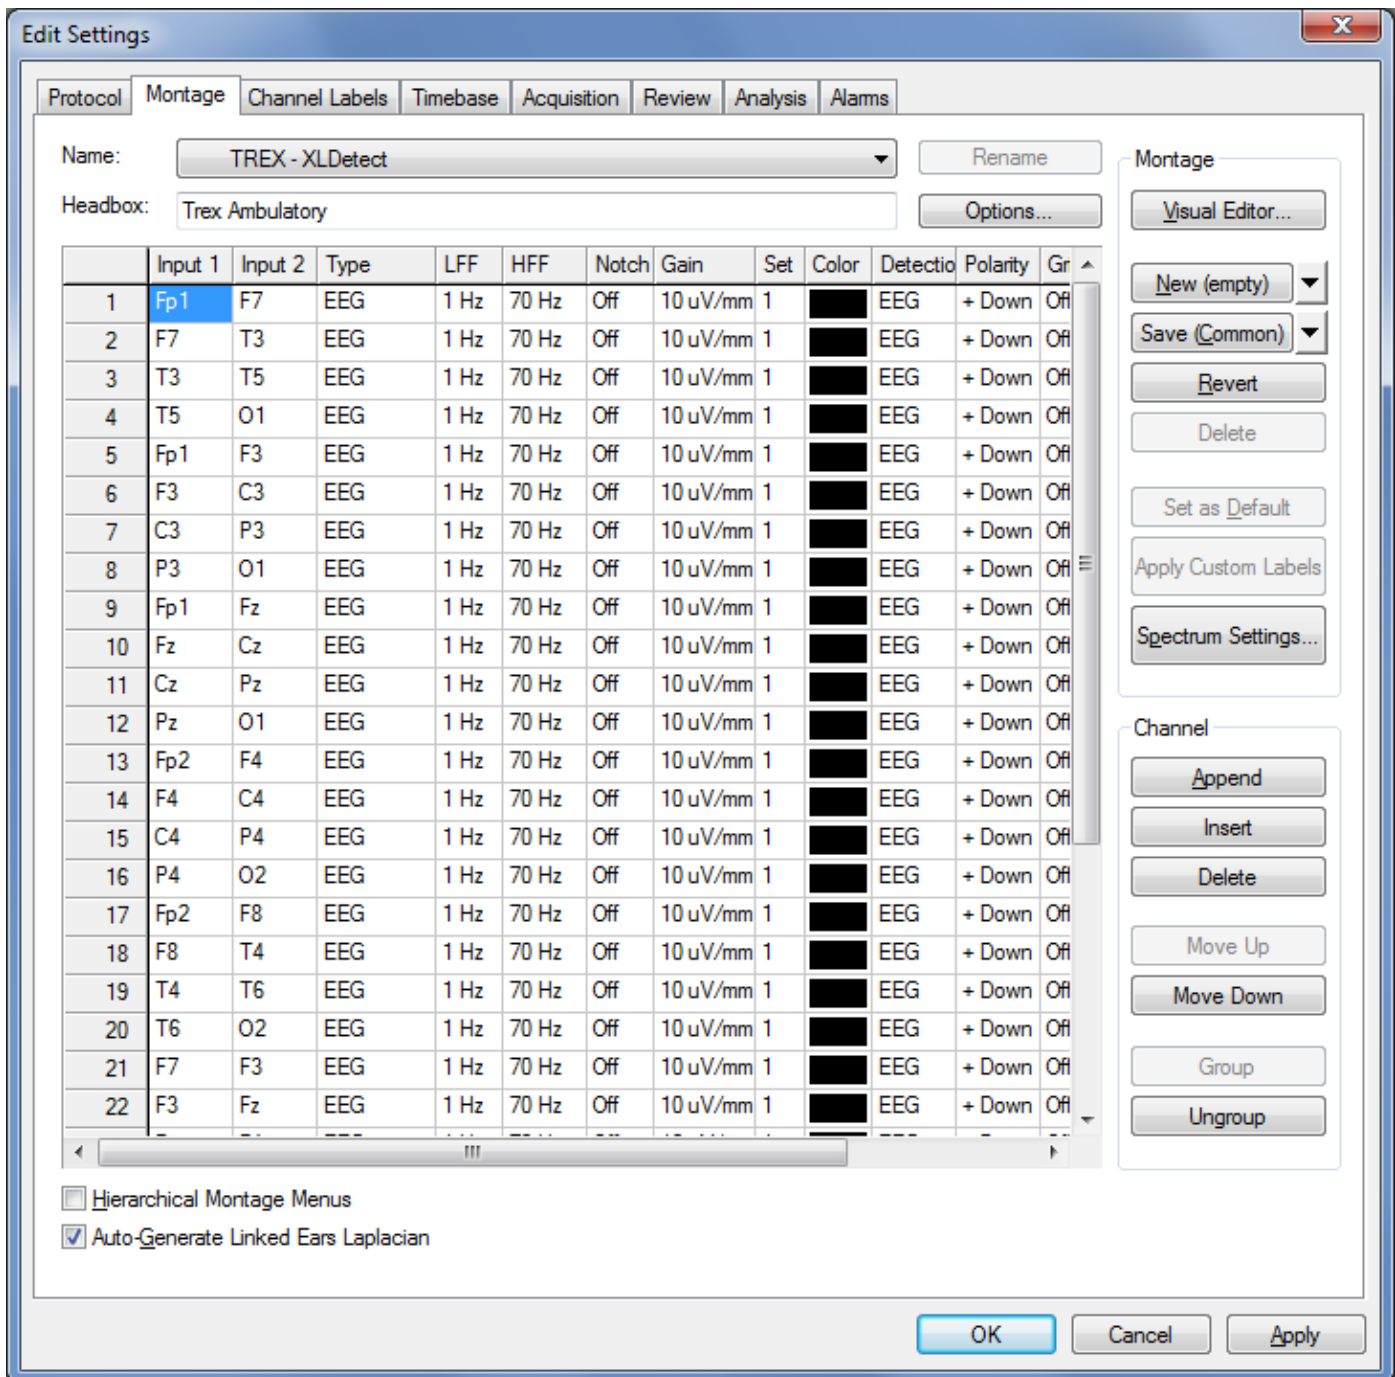 Edit Settings
Protocol Montage Channel Labels Timebase Acquisition Review Analysis Alarms
Name: TREX - XLDetect Rename
Headbox: Trex Ambulatory Options...
Input 1 Input 2 Type LFF HFF Notch Gain Set Color Detectio Polarity Gr
1 Fp1 F7 EEG 1 Hz 70 Hz Off 10 uV/mm 1 EEG + Down Off
2 F7 T3 EEG 1 Hz 70 Hz Off 10 uV/mm 1 EEG + Down Off
3 T3 T5 EEG 1 Hz 70 Hz Off 10 uV/mm 1 EEG + Down Off
4 T5 O1 EEG 1 Hz 70 Hz Off 10 uV/mm 1 EEG + Down Off
5 Fp1 F3 EEG 1 Hz 70 Hz Off 10 uV/mm 1 EEG + Down Off
6 F3 C3 EEG 1 Hz 70 Hz Off 10 uV/mm 1 EEG + Down Off
7 C3 P3 EEG 1 Hz 70 Hz Off 10 uV/mm 1 EEG + Down Off
8 P3 O1 EEG 1 Hz 70 Hz Off 10 uV/mm 1 EEG + Down Off
9 Fp1 Fz EEG 1 Hz 70 Hz Off 10 uV/mm 1 EEG + Down Off
10 Fz Cz EEG 1 Hz 70 Hz Off 10 uV/mm 1 EEG + Down Off
11 Cz Pz EEG 1 Hz 70 Hz Off 10 uV/mm 1 EEG + Down Off
12 Pz O1 EEG 1 Hz 70 Hz Off 10 uV/mm 1 EEG + Down Off
13 Fp2 F4 EEG 1 Hz 70 Hz Off 10 uV/mm 1 EEG + Down Off
14 F4 C4 EEG 1 Hz 70 Hz Off 10 uV/mm 1 EEG + Down Off
15 C4 P4 EEG 1 Hz 70 Hz Off 10 uV/mm 1 EEG + Down Off
16 P4 O2 EEG 1 Hz 70 Hz Off 10 uV/mm 1 EEG + Down Off
17 Fp2 F8 EEG 1 Hz 70 Hz Off 10 uV/mm 1 EEG + Down Off
18 F8 T4 EEG 1 Hz 70 Hz Off 10 uV/mm 1 EEG + Down Off
19 T4 T6 EEG 1 Hz 70 Hz Off 10 uV/mm 1 EEG + Down Off
20 T6 O2 EEG 1 Hz 70 Hz Off 10 uV/mm 1 EEG + Down Off
21 F7 F3 EEG 1 Hz 70 Hz Off 10 uV/mm 1 EEG + Down Off
22 F3 Fz EEG 1 Hz 70 Hz Off 10 uV/mm 1 EEG + Down Off
Hierarchical Montage Menus
Auto-Generate Linked Ears Laplacian
Montage
Visual Editor...
New (empty)
Save (Common)
Revert
Delete
Set as Default
Apply Custom Labels
Spectrum Settings...
Channel
Append
Insert
Delete
Move Up
Move Down
Group
Ungroup
OK Cancel Apply